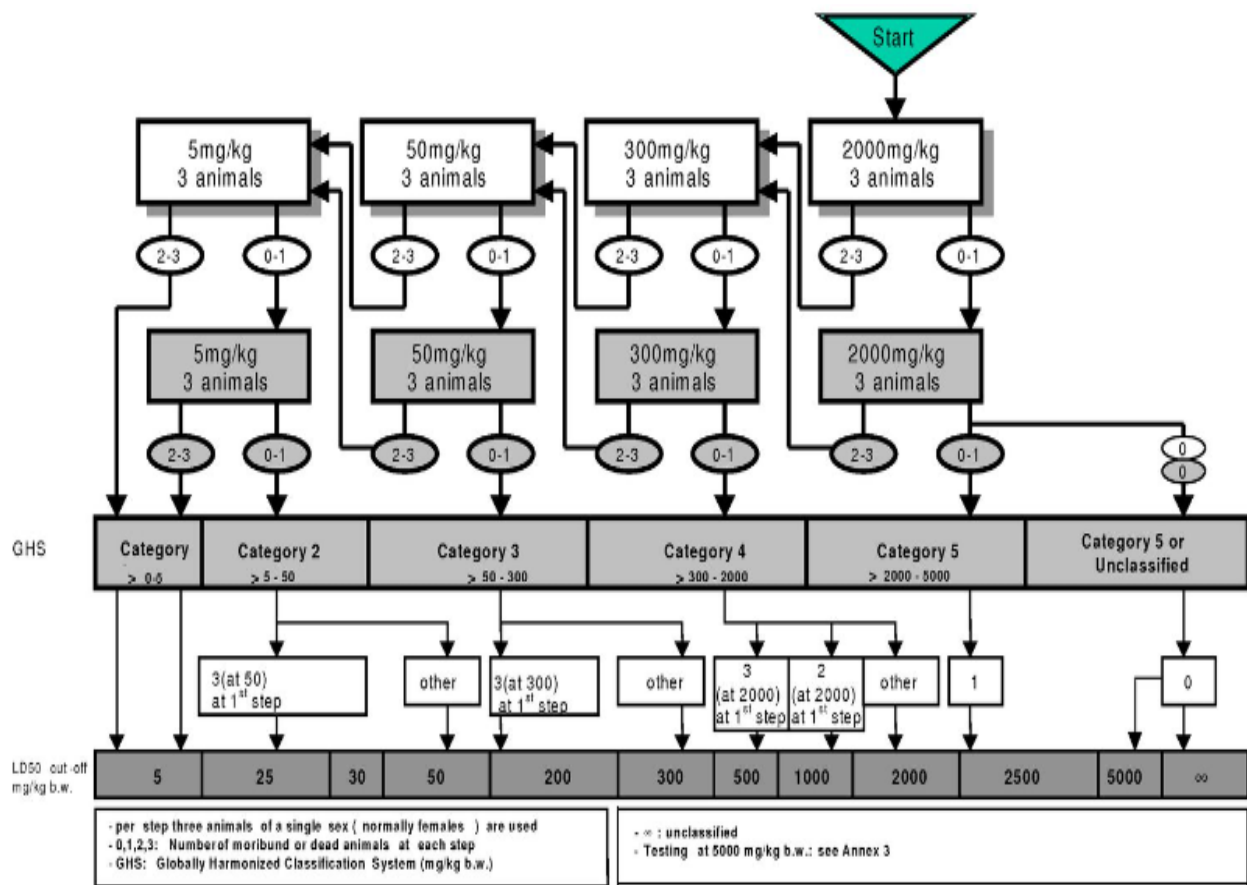 Start
5mg/kg
3 animals
50mg/kg
3 animals
300mg/kg
3 animals
2000mg/kg
3 animals
2-3
0-1
2-3
0-1
2-3
0-1
2-3
0-1
5mg/kg
3 animals
50mg/kg
3 animals
300mg/kg
3 animals
2000mg/kg
3 animals
2-3
0-1
2-3
0-1
2-3
0-1
2-3
0-1
0
0
GHS
Category
> 0-5
Category 2
> 5 - 50
Category 3
> 50 - 300
Category 4
> 300 - 2000
Category 5
> 2000 - 5000
Category 5 or
Unclassified
3(at 50)
at 1st step
other
3(at 300)
at 1st step
other
3
(at 2000)
at 1st step
2
(at 2000)
at 1st step
other
1
0
LD50 cut-off
mg/kg b.w.
5
25
30
50
200
300
500
1000
2000
2500
5000
∞
- per step three animals of a single sex ( normally females ) are used
- 0,1,2,3: Number of moribund or dead animals at each step
- GHS: Globally Harmonized Classification System (mg/kg b.w.)
- ∞ : unclassified
- Testing at 5000 mg/kg b.w.: see Annex 3